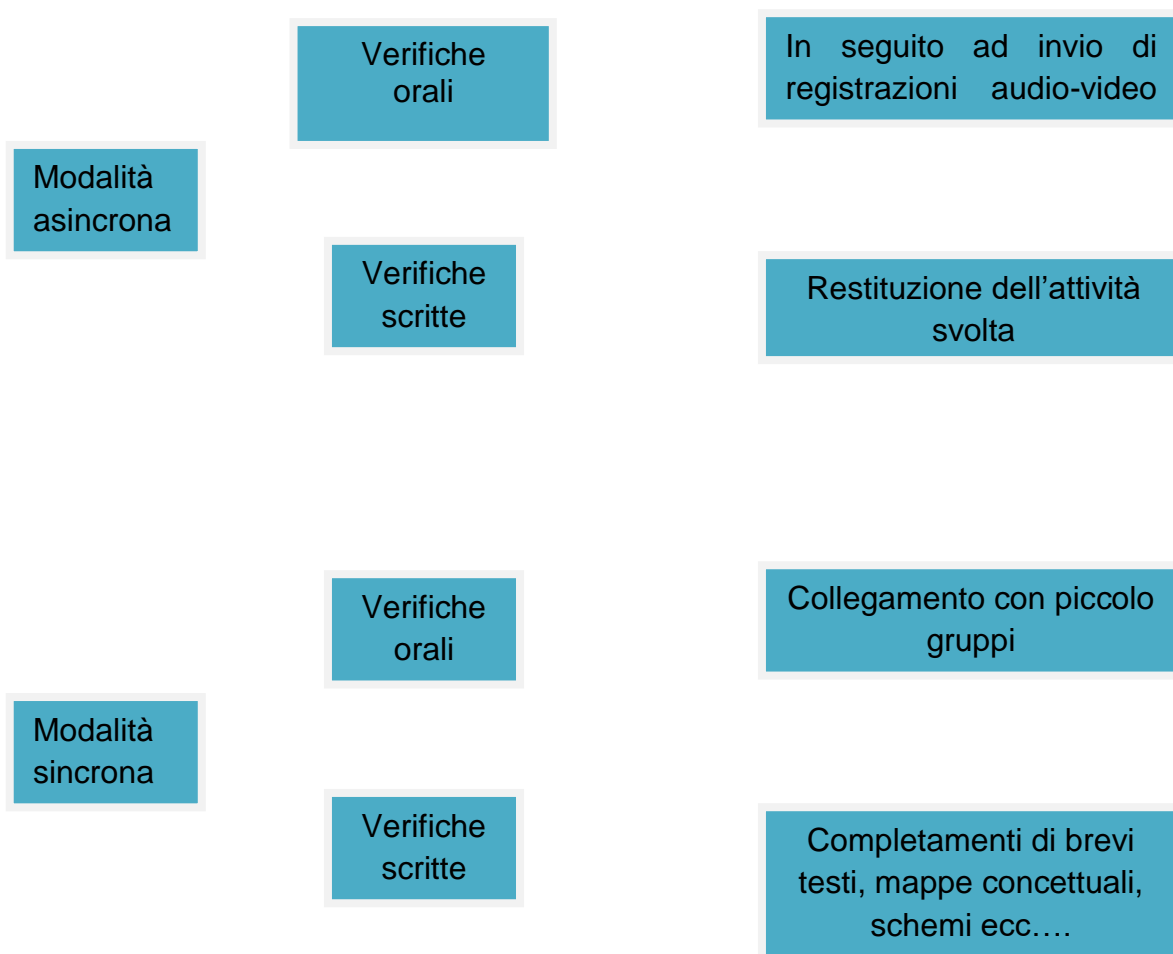 Verifiche
orali
In seguito ad invio di
registrazioni audio-video
Modalità
asincrona
Verifiche
scritte
Restituzione dell’attività
svolta
Verifiche
orali
Collegamento con piccolo
gruppi
Modalità
sincrona
Verifiche
scritte
Completamenti di brevi
testi, mappe concettuali,
schemi ecc….